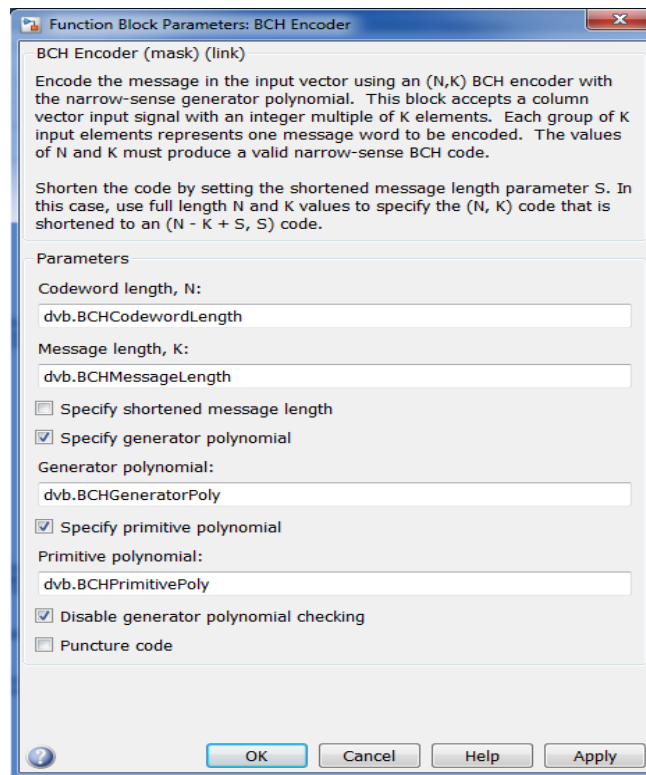 Function Block Parameters: BCH Encoder
BCH Encoder (mask) (link)
Encode the message in the input vector using an (N,K) BCH encoder with
the narrow-sense generator polynomial.  This block accepts a column
vector input signal with an integer multiple of K elements.  Each group of K
input elements represents one message word to be encoded.  The values
of N and K must produce a valid narrow-sense BCH code.
Shorten the code by setting the shortened message length parameter S. In
this case, use full length N and K values to specify the (N, K) code that is
shortened to an (N - K + S, S) code.
Parameters
Codeword length, N:
dvb.BCHCodewordLength
Message length, K:
dvb.BCHMessageLength
Specify shortened message length
Specify generator polynomial
Generator polynomial:
dvb.BCHGeneratorPoly
Specify primitive polynomial
Primitive polynomial:
dvb.BCHPrimitivePoly
Disable generator polynomial checking
Puncture code
OK Cancel Help Apply